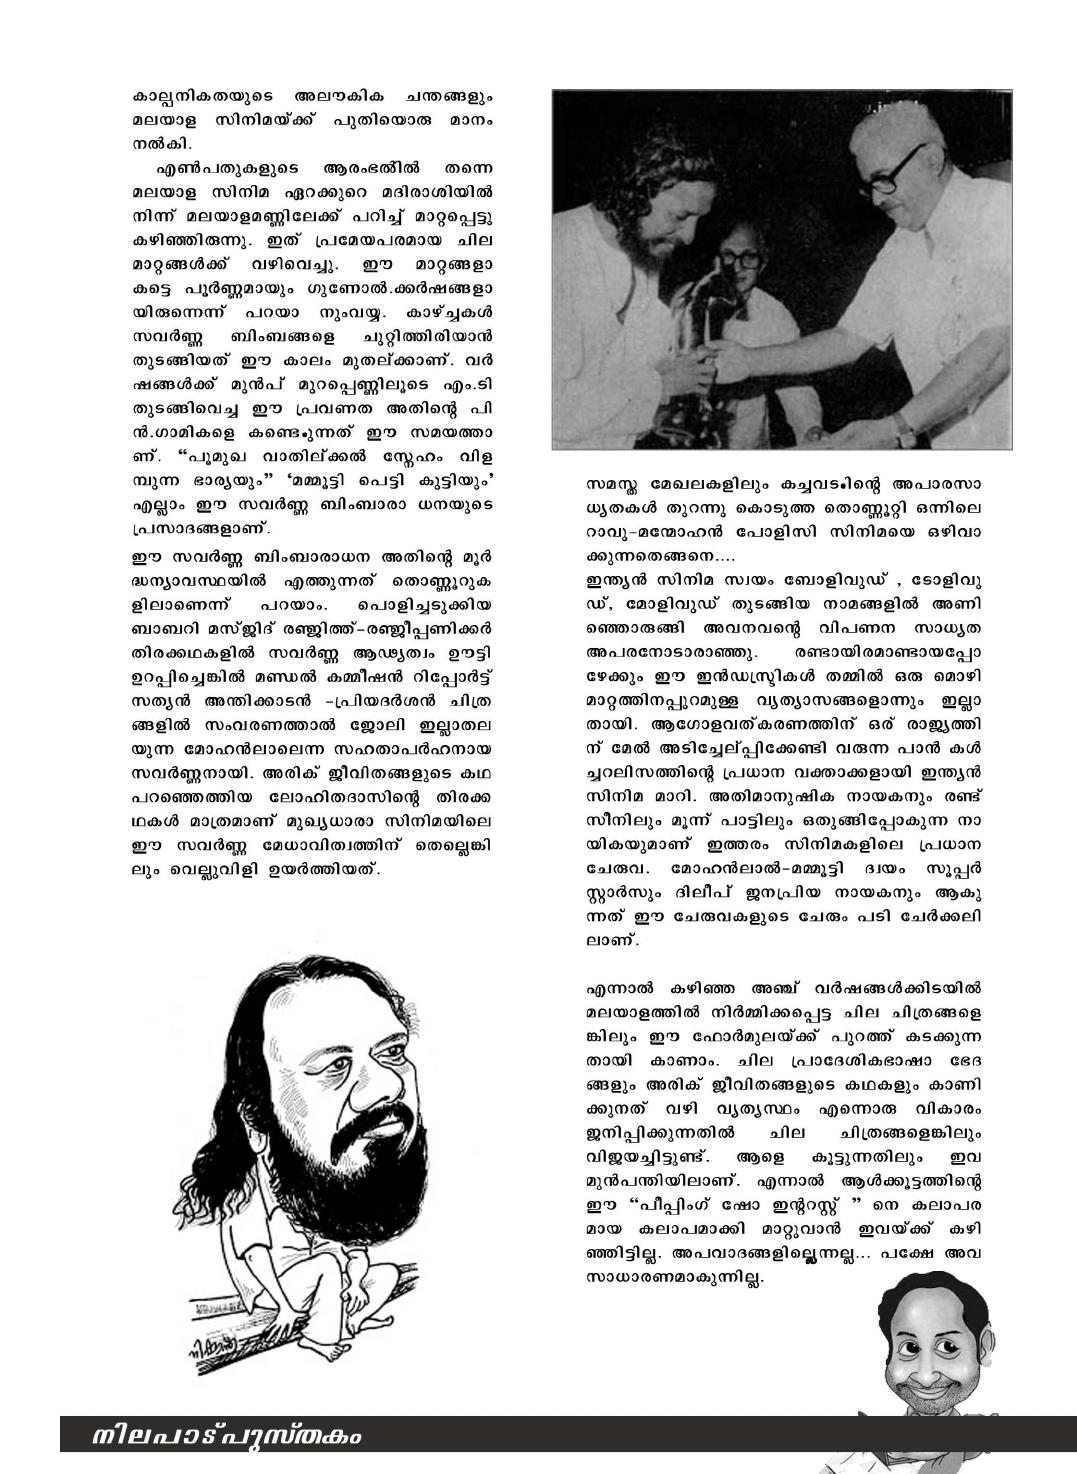 കാല്പനികതയുടെ അലൗകിക ചന്തങ്ങളും
മലയാള സിനിമയ്ക്ക് പുതിയൊരു മാനം
നൽകി.
എൺപതുകളുടെ ആരംഭത്തിൽ തന്നെ
മലയാള സിനിമ ഏറക്കുറെ മദിരാശിയിൽ
നിന്ന് മലയാളമണ്ണിലേക്ക് പറിച്ച് മാറ്റപ്പെട്ടു
കഴിഞ്ഞിരുന്നു. ഇത് പ്രമേയപരമായ ചില
മാറ്റങ്ങൾക്ക് വഴിവെച്ചു. ഈ മാറ്റങ്ങളാ
കട്ടെ പൂർണ്ണമായും ഗുണോൽ.ക്കർഷങ്ങളാ
യിരുന്നെന്ന് പറയാ നുംവയ്യ. കാഴ്ച്ചകൾ
സവർണ്ണ ബിംബങ്ങളെ ചുറ്റിത്തിരിയാൻ
തുടങ്ങിയത് ഈ കാലം മുതല്ക്കാണ്. വർ
ഷങ്ങൾക്ക് മുൻപ് മുറപ്പെണ്ണിലൂടെ എം.ടി
തുടങ്ങിവെച്ച ഈ പ്രവണത അതിന്റെ പി
ൻ.ഗാമികളെ കണ്ടെുന്നത് ഈ സമയത്താ
ണ്. “പൂമുഖ വാതില്ക്കൽ സ്നേഹം വിള
മ്പുന്ന ഭാര്യയും” ‘മമ്മൂട്ടി പെട്ടി കുട്ടിയും’
എല്ലാം ഈ സവർണ്ണ ബിംബാരാ ധനയുടെ
പ്രസാദങ്ങളാണ്.
ഈ സവർണ്ണ ബിംബാരാധന അതിന്റെ മൂർ
ദ്ധന്യാവസ്ഥയിൽ എത്തുന്നത് തൊണ്ണൂറുക
ളിലാണെന്ന് പറയാം. പൊളിച്ചടുക്കിയ
ബാബറി മസ്ജിദ് രഞ്ജിത്ത്-രഞ്ജീപ്പണിക്കർ
തിരക്കഥകളിൽ സവർണ്ണ ആഢ്യത്വം ഊട്ടി
ഉറപ്പിച്ചെങ്കിൽ മണ്ഡൽ കമ്മീഷൻ റിപ്പോർട്ട്
സത്യൻ അന്തിക്കാടൻ -പ്രിയദർശൻ ചിത്ര
ങ്ങളിൽ സംവരണത്താൽ ജോലി ഇല്ലാതല
യുന്ന മോഹൻലാലെന്ന സഹതാപർഹനായ
സവർണ്ണനായി. അരിക് ജീവിതങ്ങളുടെ കഥ
പറഞ്ഞെത്തിയ ലോഹിതദാസിന്റെ തിരക്ക
ഥകൾ മാത്രമാണ് മുഖ്യധാരാ സിനിമയിലെ
ഈ സവർണ്ണ മേധാവിത്വത്തിന് തെല്ലെങ്കി
ലും വെല്ലുവിളി ഉയർത്തിയത്.
സമസ്ത മേഖലകളിലും കച്ചവടത്തിന്റെ അപാരസാ
ധ്യതകൾ തുറന്നു കൊടുത്ത തൊണ്ണൂറ്റി ഒന്നിലെ
റാവു-മന്മോഹൻ പോളിസി സിനിമയെ ഒഴിവാ
ക്കുന്നതെങ്ങനെ....
ഇന്ത്യൻ സിനിമ സ്വയം ബോളിവുഡ് , ടോളിവു
ഡ്, മോളിവുഡ് തുടങ്ങിയ നാമങ്ങളിൽ അണി
ഞ്ഞൊരുങ്ങി അവനവന്റെ വിപണന സാധ്യത
അപരനോടാരാഞ്ഞു. രണ്ടായിരമാണ്ടായപ്പോ
ഴേക്കും ഈ ഇൻഡസ്ട്രികൾ തമ്മിൽ ഒരു മൊഴി
മാറ്റത്തിനപ്പുറമുള്ള വ്യത്യാസങ്ങളൊന്നും ഇല്ലാ
തായി. ആഗോളവത്കരണത്തിന് ഒര് രാജ്യത്തി
ന് മേൽ അടിച്ചേല്പ്പിക്കേണ്ടി വരുന്ന പാൻ കൾ
ച്ചറലിസത്തിന്റെ പ്രധാന വക്താക്കളായി ഇന്ത്യൻ
സിനിമ മാറി. അതിമാനുഷിക നായകനും രണ്ട്
സീനിലും മൂന്ന് പാട്ടിലും ഒതുങ്ങിപ്പോകുന്ന നാ
യികയുമാണ് ഇത്തരം സിനിമകളിലെ പ്രധാന
ചേരുവ. മോഹൻലാൽ-മമ്മൂട്ടി ദ്വയം സൂപ്പർ
സ്റ്റാർസും ദിലീപ് ജനപ്രിയ നായകനും ആകു
ന്നത് ഈ ചേരുവകളുടെ ചേരും പടി ചേർക്കലി
ലാണ്.
എന്നാൽ കഴിഞ്ഞ അഞ്ച് വർഷങ്ങൾക്കിടയിൽ
മലയാളത്തിൽ നിർമ്മിക്കപ്പെട്ട ചില ചിത്രങ്ങളെ
ങ്കിലും ഈ ഫോർമുലയ്ക്ക് പുറത്ത് കടക്കുന്ന
തായി കാണാം. ചില പ്രാദേശികഭാഷാ ഭേദ
ങ്ങളും അരിക് ജീവിതങ്ങളുടെ കഥകളും കാണി
ക്കുനത് വഴി വ്യത്യസ്ഥം എന്നൊരു വികാരം
ജനിപ്പിക്കുന്നതിൽ ചില ചിത്രങ്ങളെങ്കിലും
വിജയച്ചിട്ടുണ്ട്. ആളെ കൂട്ടുന്നതിലും ഇവ
മുൻപന്തിയിലാണ്. എന്നാൽ ആൾക്കൂട്ടത്തിന്റെ
ഈ “പീപ്പിംഗ് ഷോ ഇന്ററസ്റ്റ് ” നെ കലാപര
മായ കലാപമാക്കി മാറ്റുവാൻ ഇവയ്ക്ക് കഴി
ഞ്ഞിട്ടില്ല. അപവാദങ്ങളില്ലെന്നല്ല... പക്ഷേ അവ
സാധാരണമാകുന്നില്ല.
നിലപാട്പുസ്തകം